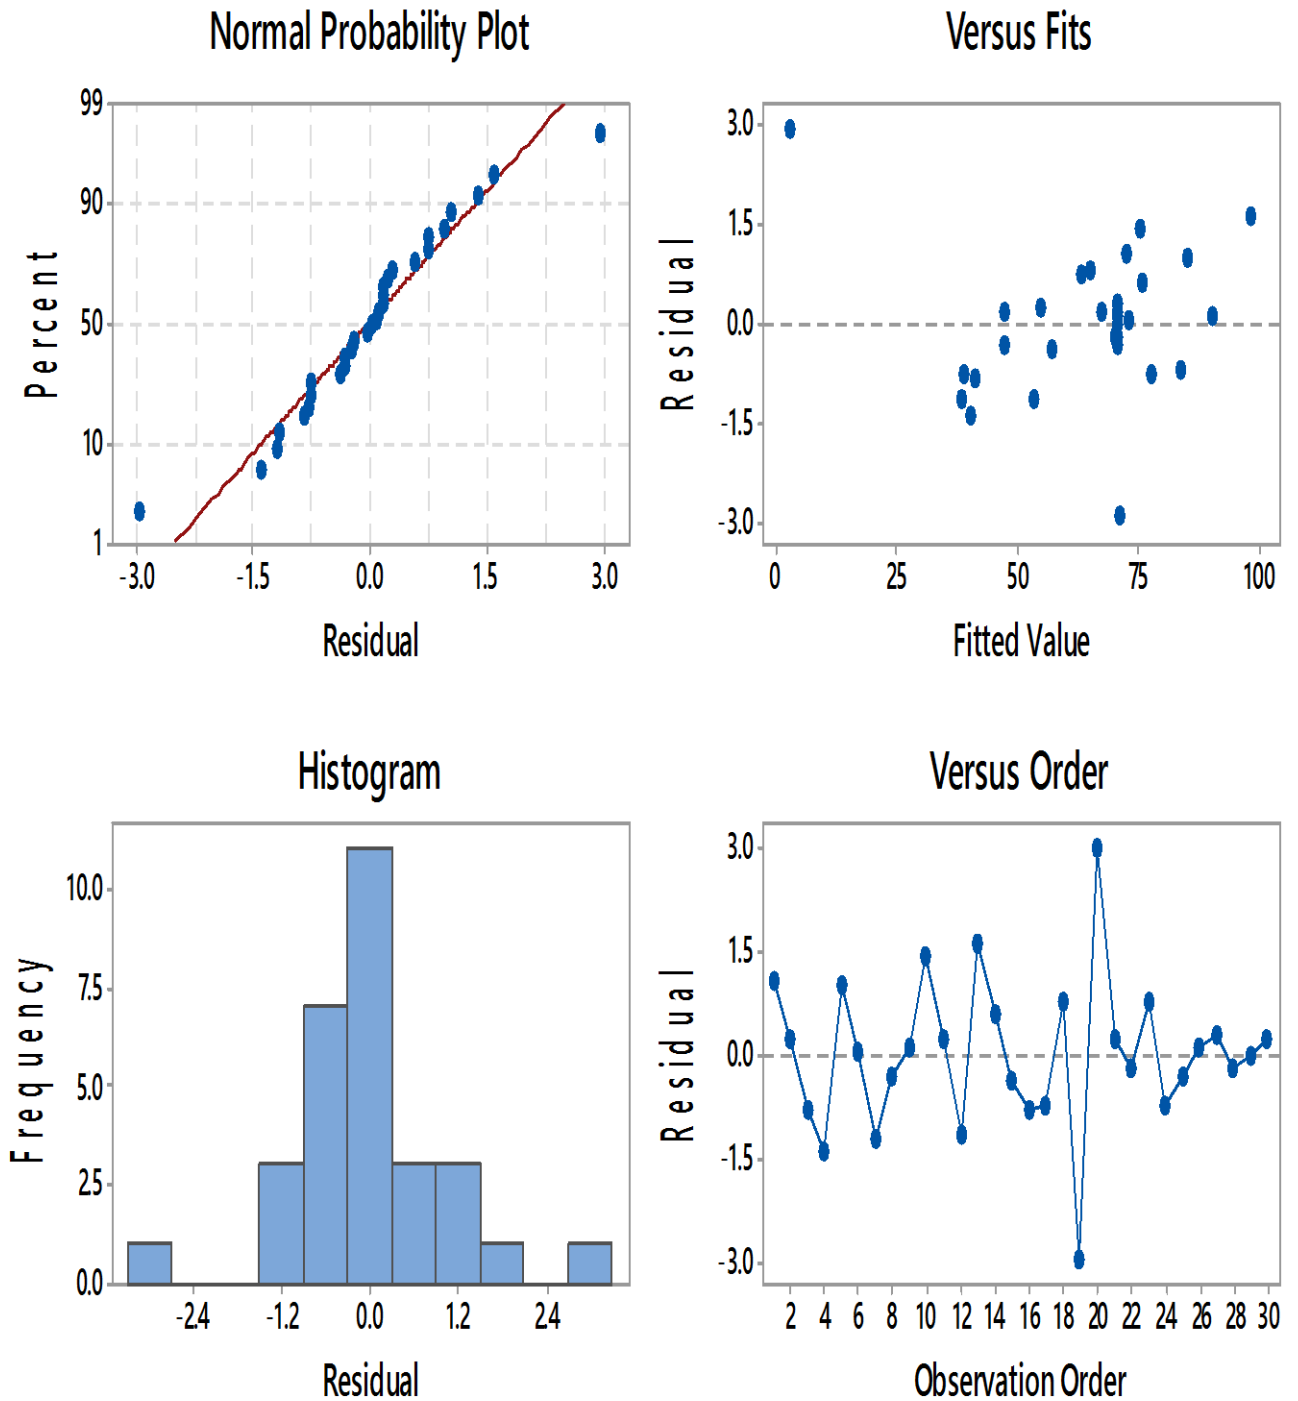 Normal Probability Plot
Versus Fits
99
90
50
10
1
Percent
-3.0 -1.5 0.0 1.5 3.0
Residual
3.0
1.5
0.0
-1.5
-3.0
Residual
0 25 50 75 100
Fitted Value
Histogram
Versus Order
10.0
7.5
5.0
2.5
0.0
Frequency
-2.4 -1.2 0.0 1.2 2.4
Residual
3.0
1.5
0.0
-1.5
-3.0
Residual
2 4 6 8 10 12 14 16 18 20 22 24 26 28 30
Observation Order